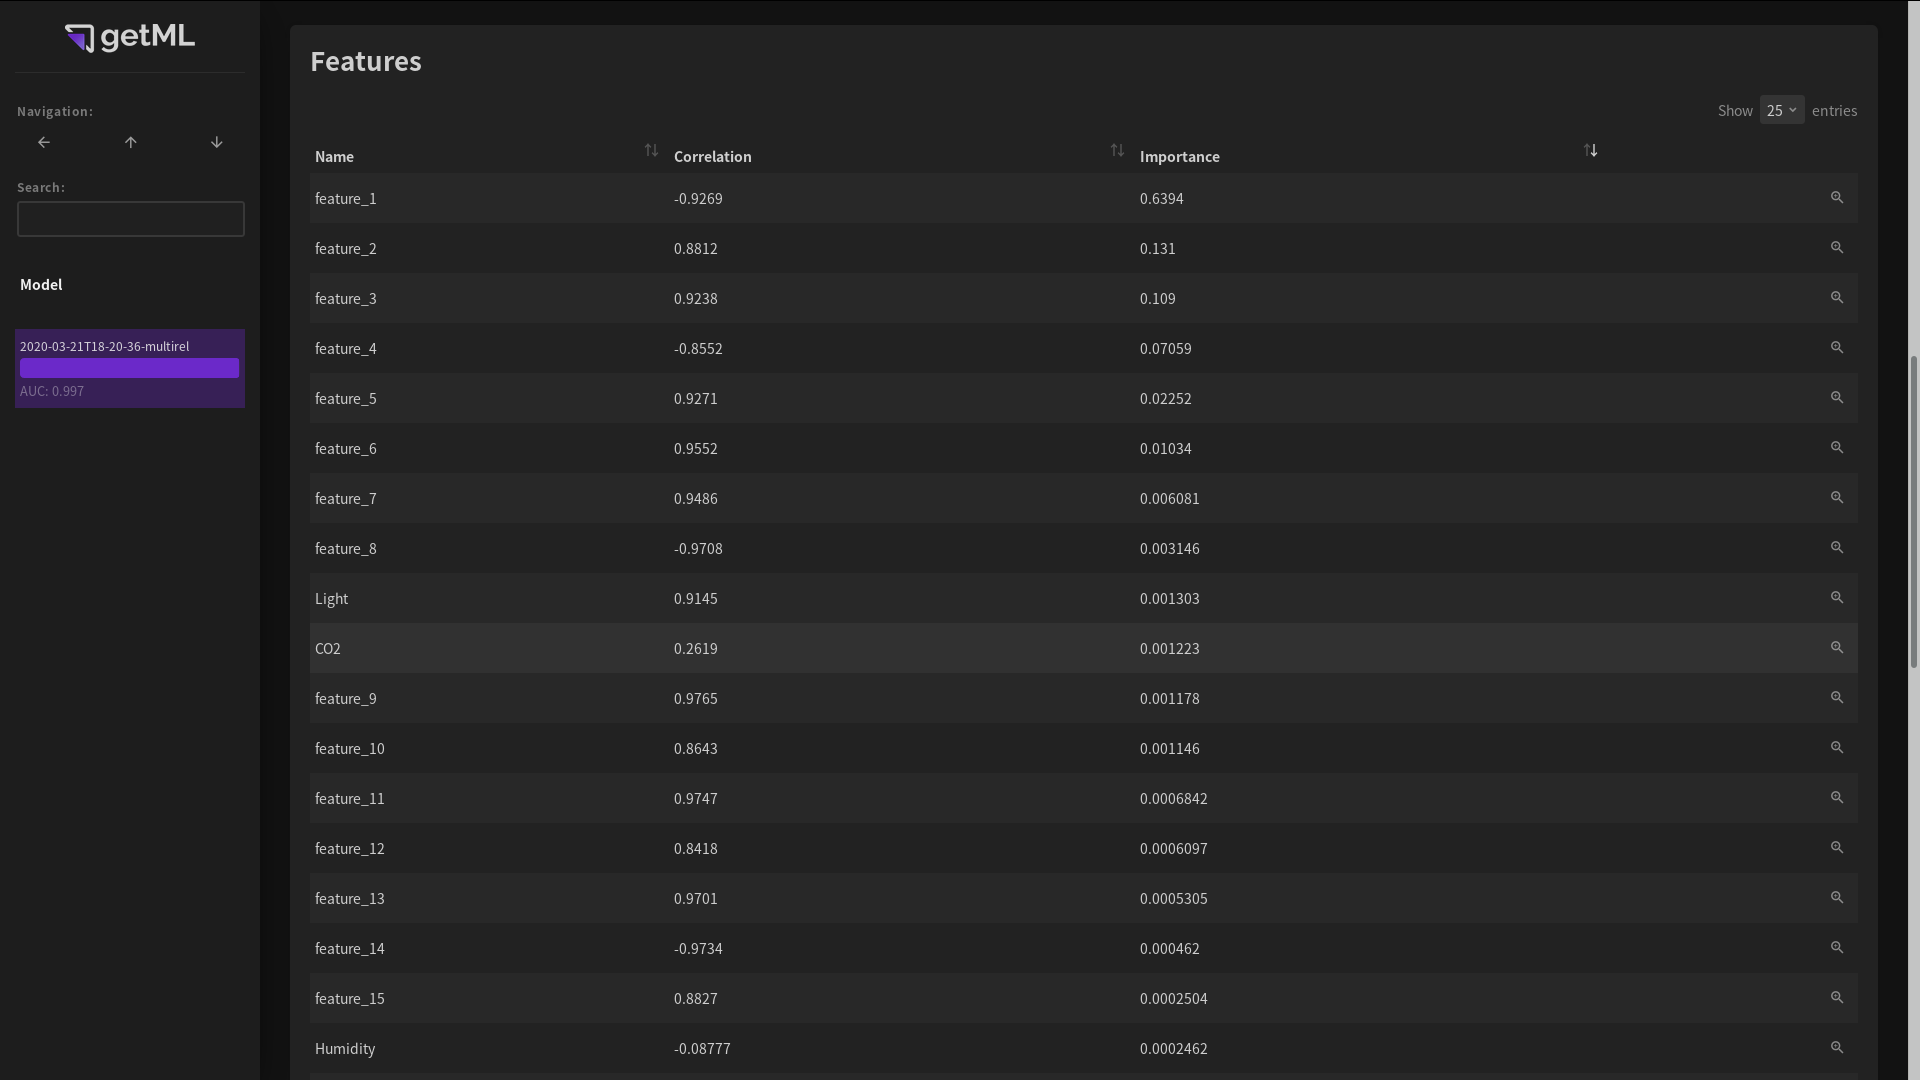 getML
Navigation:
Search:
Model
2020-03-21T18-20-36-multirel
AUC: 0.997
Features
Show 25 entries
Name Correlation Importance
feature_1 -0.9269 0.6394
feature_2 0.8812 0.131
feature_3 0.9238 0.109
feature_4 -0.8552 0.07059
feature_5 0.9271 0.02252
feature_6 0.9552 0.01034
feature_7 0.9486 0.006081
feature_8 -0.9708 0.003146
Light 0.9145 0.001303
CO2 0.2619 0.001223
feature_9 0.9765 0.001178
feature_10 0.8643 0.001146
feature_11 0.9747 0.0006842
feature_12 0.8418 0.0006097
feature_13 0.9701 0.0005305
feature_14 -0.9734 0.000462
feature_15 0.8827 0.0002504
Humidity -0.08777 0.0002462